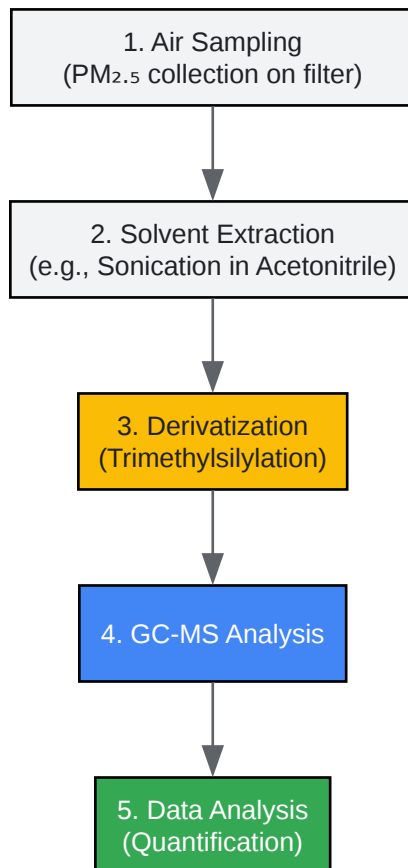 1. Air Sampling
(PM₂.₅ collection on filter)
2. Solvent Extraction
(e.g., Sonication in Acetonitrile)
3. Derivatization
(Trimethylsilylation)
4. GC-MS Analysis
5. Data Analysis
(Quantification)